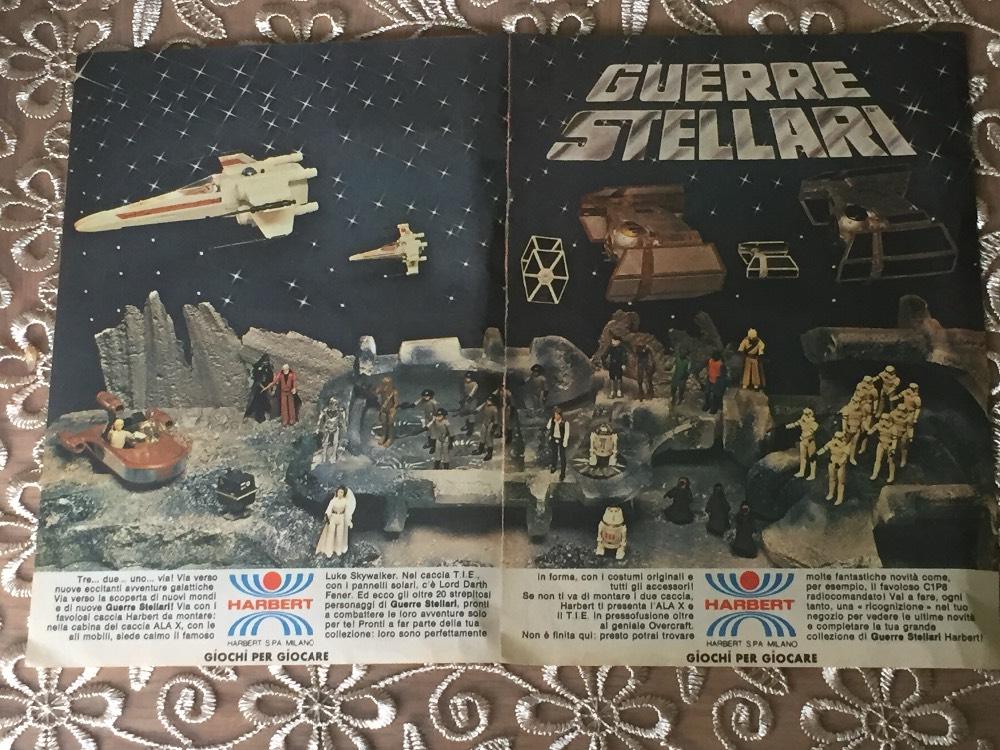 GUERRE
STELLARI
Tre... due... uno... via! Via verso
nuove eccitanti avventure galattiche
Via verso la scoperta di nuovi mondi
e di nuove Guerre Stellari! Via con i
favolosi caccia Harbert da montare:
nella cabina del caccia ALA X, con le
ali mobili, siede calmo il famoso
HARBERT
HARBERT S.P.A. MILANO
Luke Skywalker. Nel caccia T.I.E.,
con i pannelli solari, c'è Lord Darth
Fener. Ed ecco gli oltre 20 strepitosi
personaggi di Guerre Stellari, pronti
a combattere le loro avventure solo
per te! Pronti a far parte della tua
collezione: loro sono perfettamente
GIOCHI PER GIOCARE
in forma, con i costumi originali e
tutti gli accessori!
Se non ti va di montare i due caccia,
Harbert ti presenta l'ALA X e
il T.I.E. in pressofusione oltre
al geniale Overcraft.
Non è finita qui: presto potrai trovare
HARBERT
HARBERT S.P.A. MILANO
molte fantastiche novità come,
per esempio, il favoloso C1P8
radiocomandato! Vai a fare, ogni
tanto, una « ricognizione » nel tuo
negozio per vedere le ultime novità
e completare la tua grande
collezione di Guerre Stellari Harbert!
GIOCHI PER GIOCARE